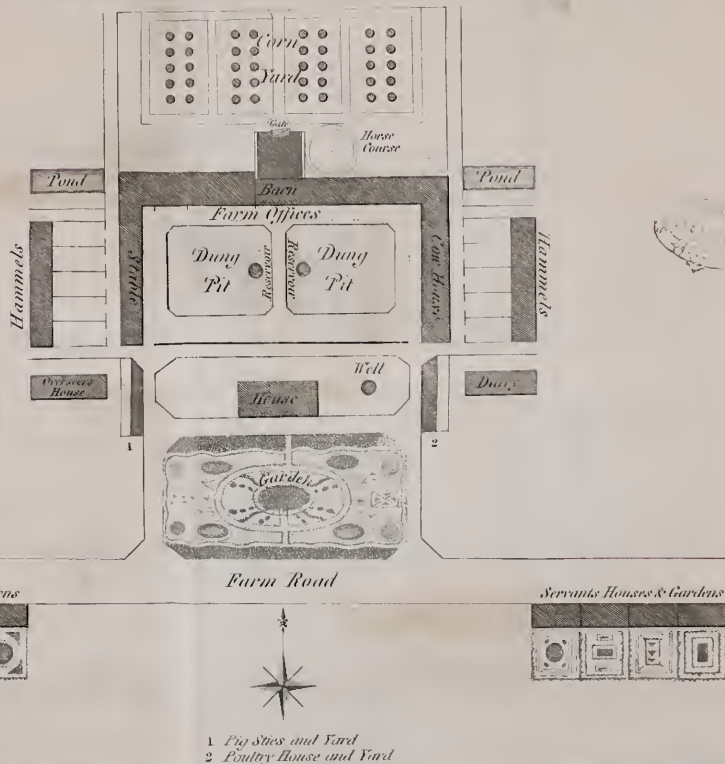 Corn
Yard
Gate
Horse
Course
Pond
Pond
Barn
Farm Offices
Hammels
Stable
Dung
Pit
Reservoir
Reservoir
Dung
Pit
Cow House
Hammels
Overseers
House
Well
House
Dairy
1
2
Gardens
Farm Road
Servants Houses & Gardens
1 Pig Sties and Yard
2 Poultry House and Yard